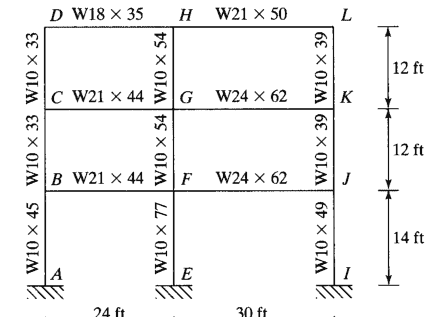 D W18 × 35 H W21 × 50 L
W10 × 33 W10 × 54 W10 × 39 12 ft
C W21 × 44 G W24 × 62 K
W10 × 33 W10 × 54 W10 × 39 12 ft
B W21 × 44 F W24 × 62 J
W10 × 45 W10 × 77 W10 × 49 14 ft
A E I
24 ft 30 ft